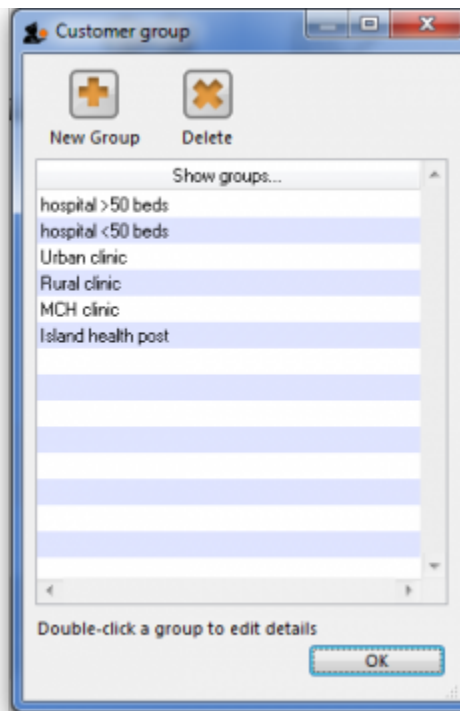 Customer group
New Group Delete
Show groups...
hospital >50 beds
hospital <50 beds
Urban clinic
Rural clinic
MCH clinic
Island health post
Double-click a group to edit details
OK